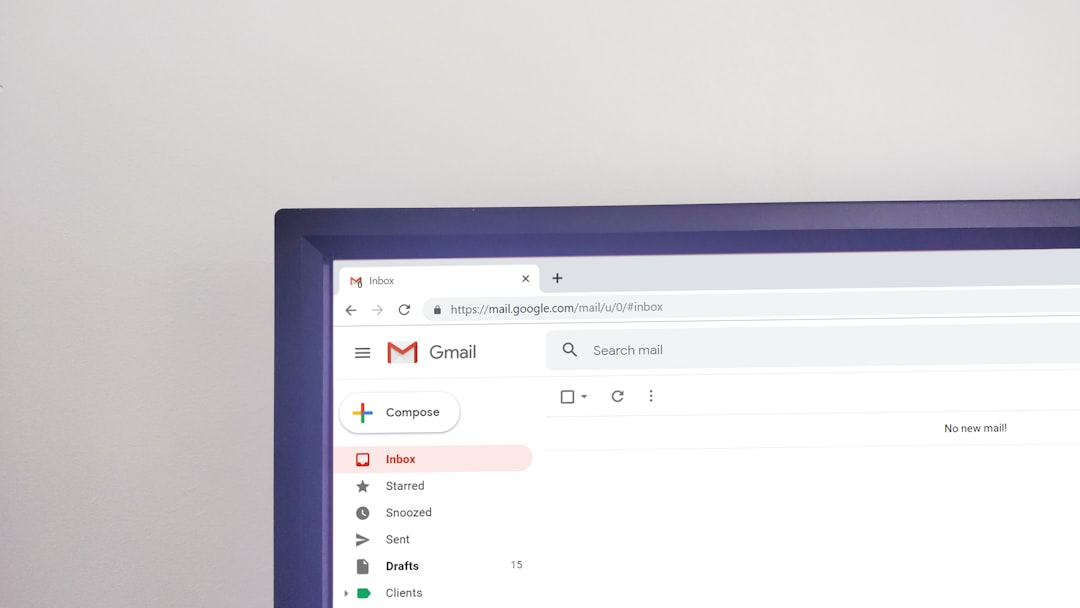 Inbox
https://mail.google.com/mail/u/0/#inbox
Gmail
Search mail
Compose
No new mail!
Inbox
Starred
Snoozed
Sent
Drafts 15
Clients